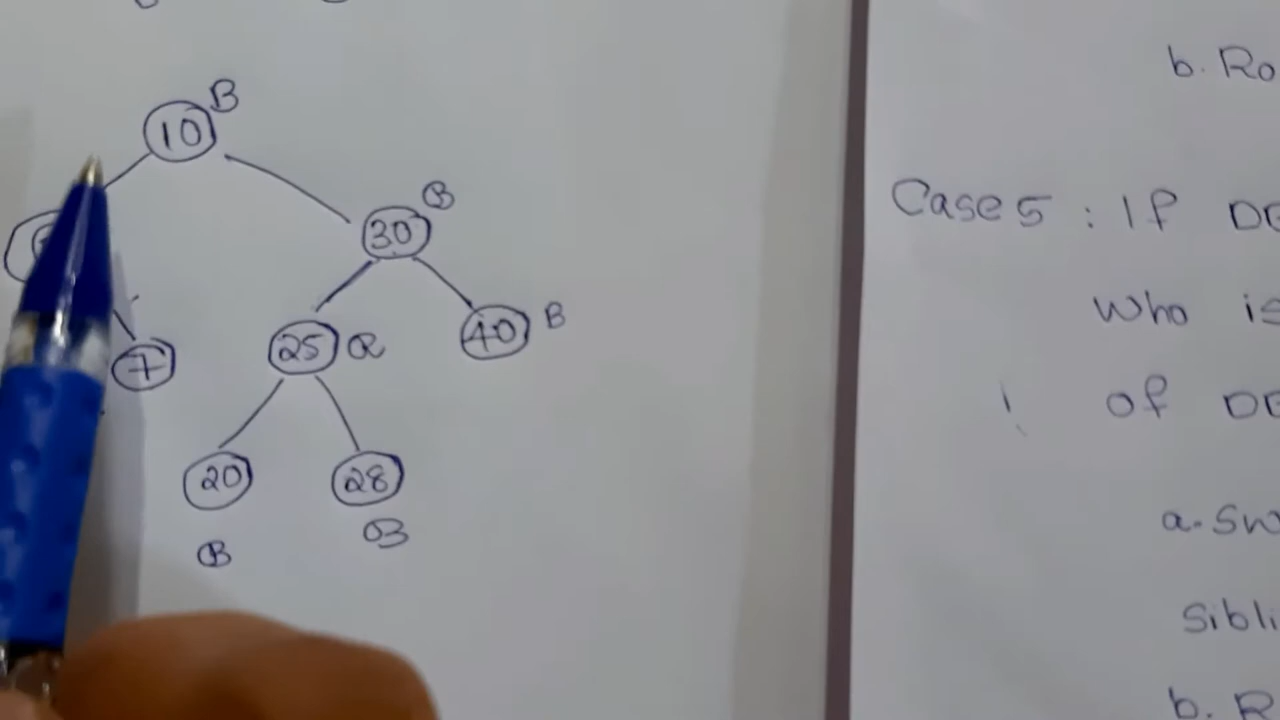 10 B
30 B
7
25 R
40 B
20
28
B
B
b. Ro
Case 5 : If DB
Who is
of DB
a. Sw
Sibli
b. R